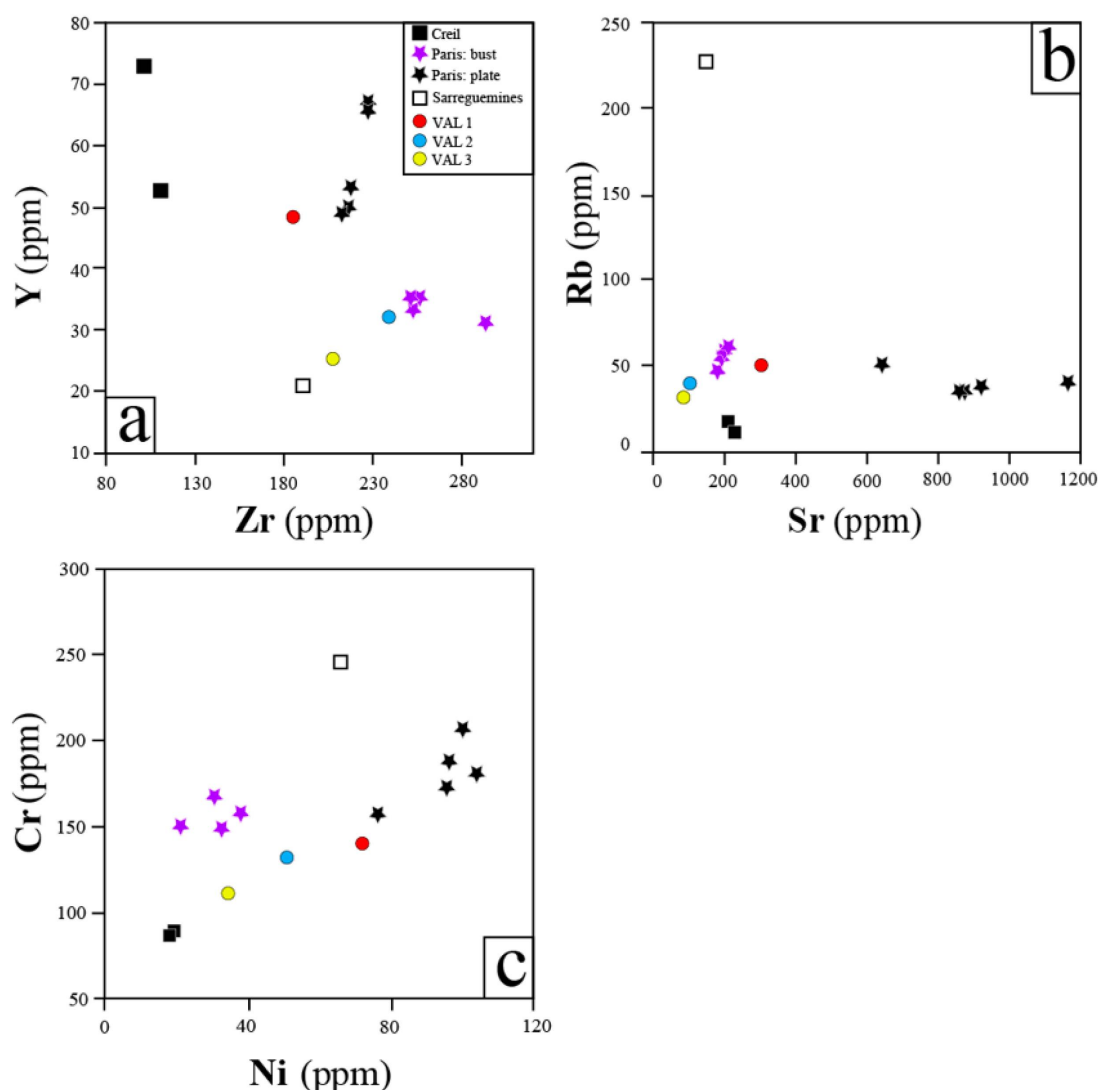 80
70
60
50
40
30
20
10
Y (ppm)
Creil
Paris: bust
Paris: plate
Sarreguemines
VAL 1
VAL 2
VAL 3
a
80 130 180 230 280
Zr (ppm)
250
200
150
100
50
0
Rb (ppm)
b
0 200 400 600 800 1000 1200
Sr (ppm)
300
250
200
150
100
50
Cr (ppm)
c
0 40 80 120
Ni (ppm)